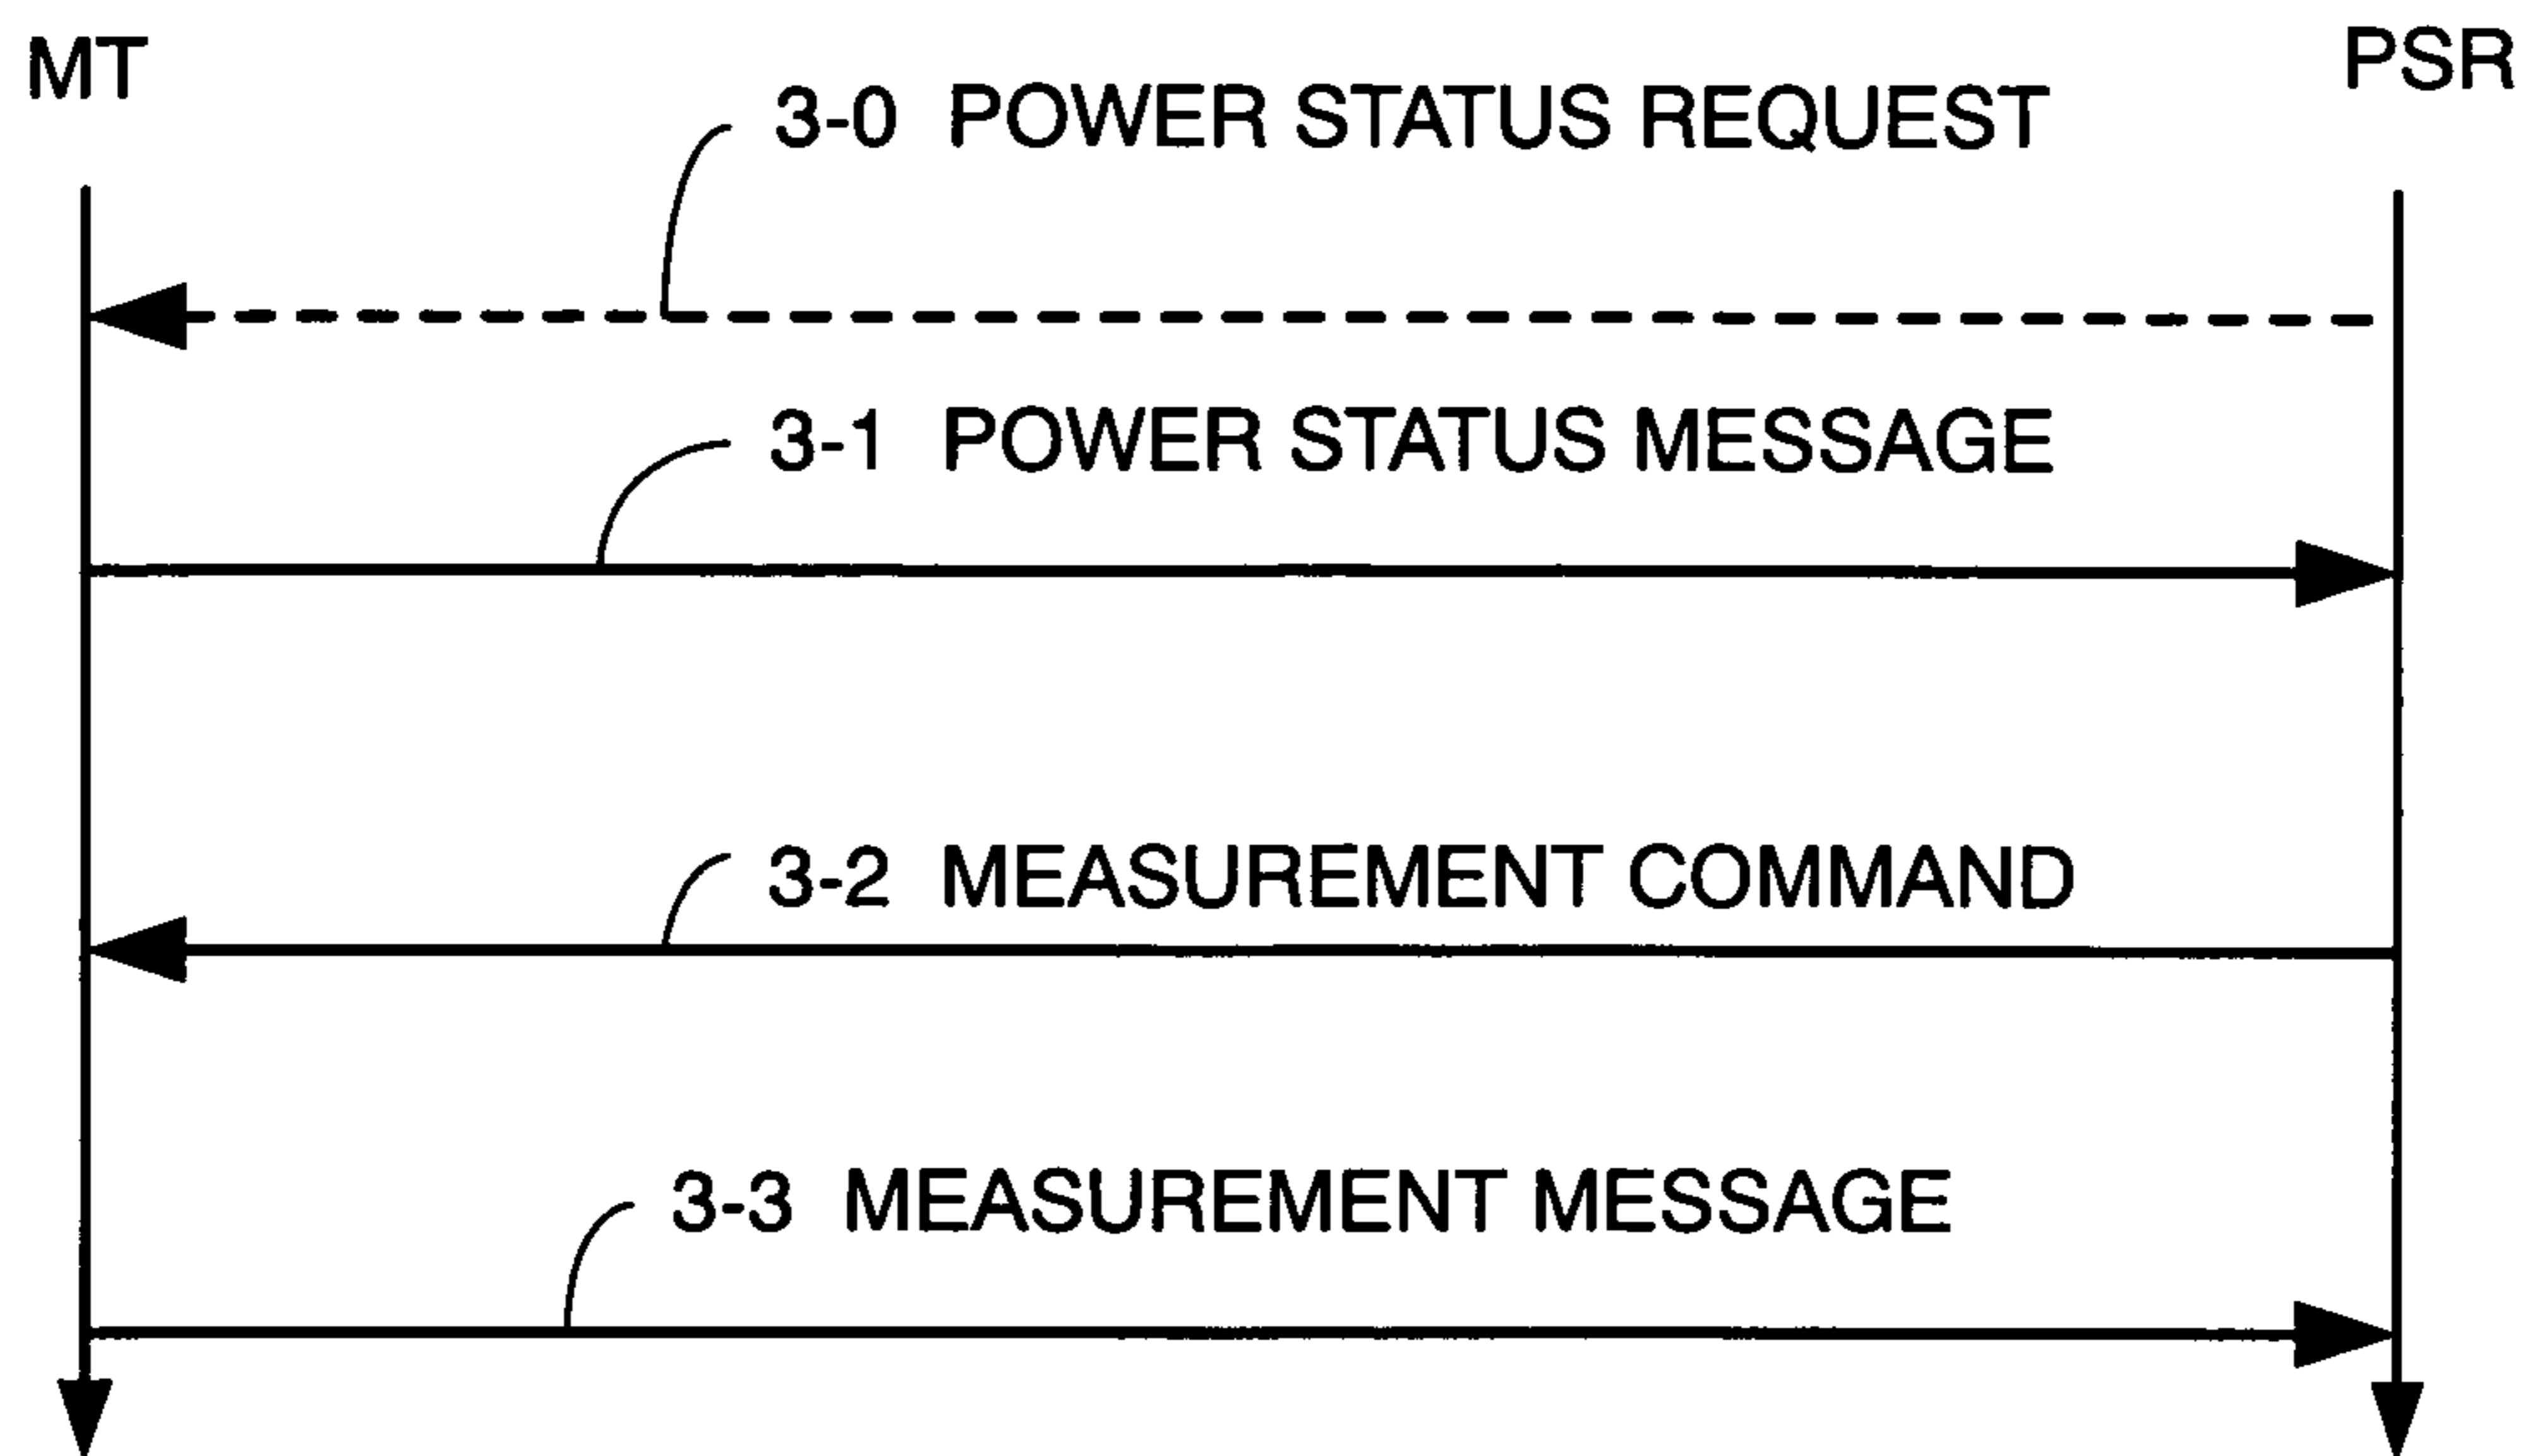 MT
PSR
3-0 POWER STATUS REQUEST
3-1 POWER STATUS MESSAGE
3-2 MEASUREMENT COMMAND
3-3 MEASUREMENT MESSAGE